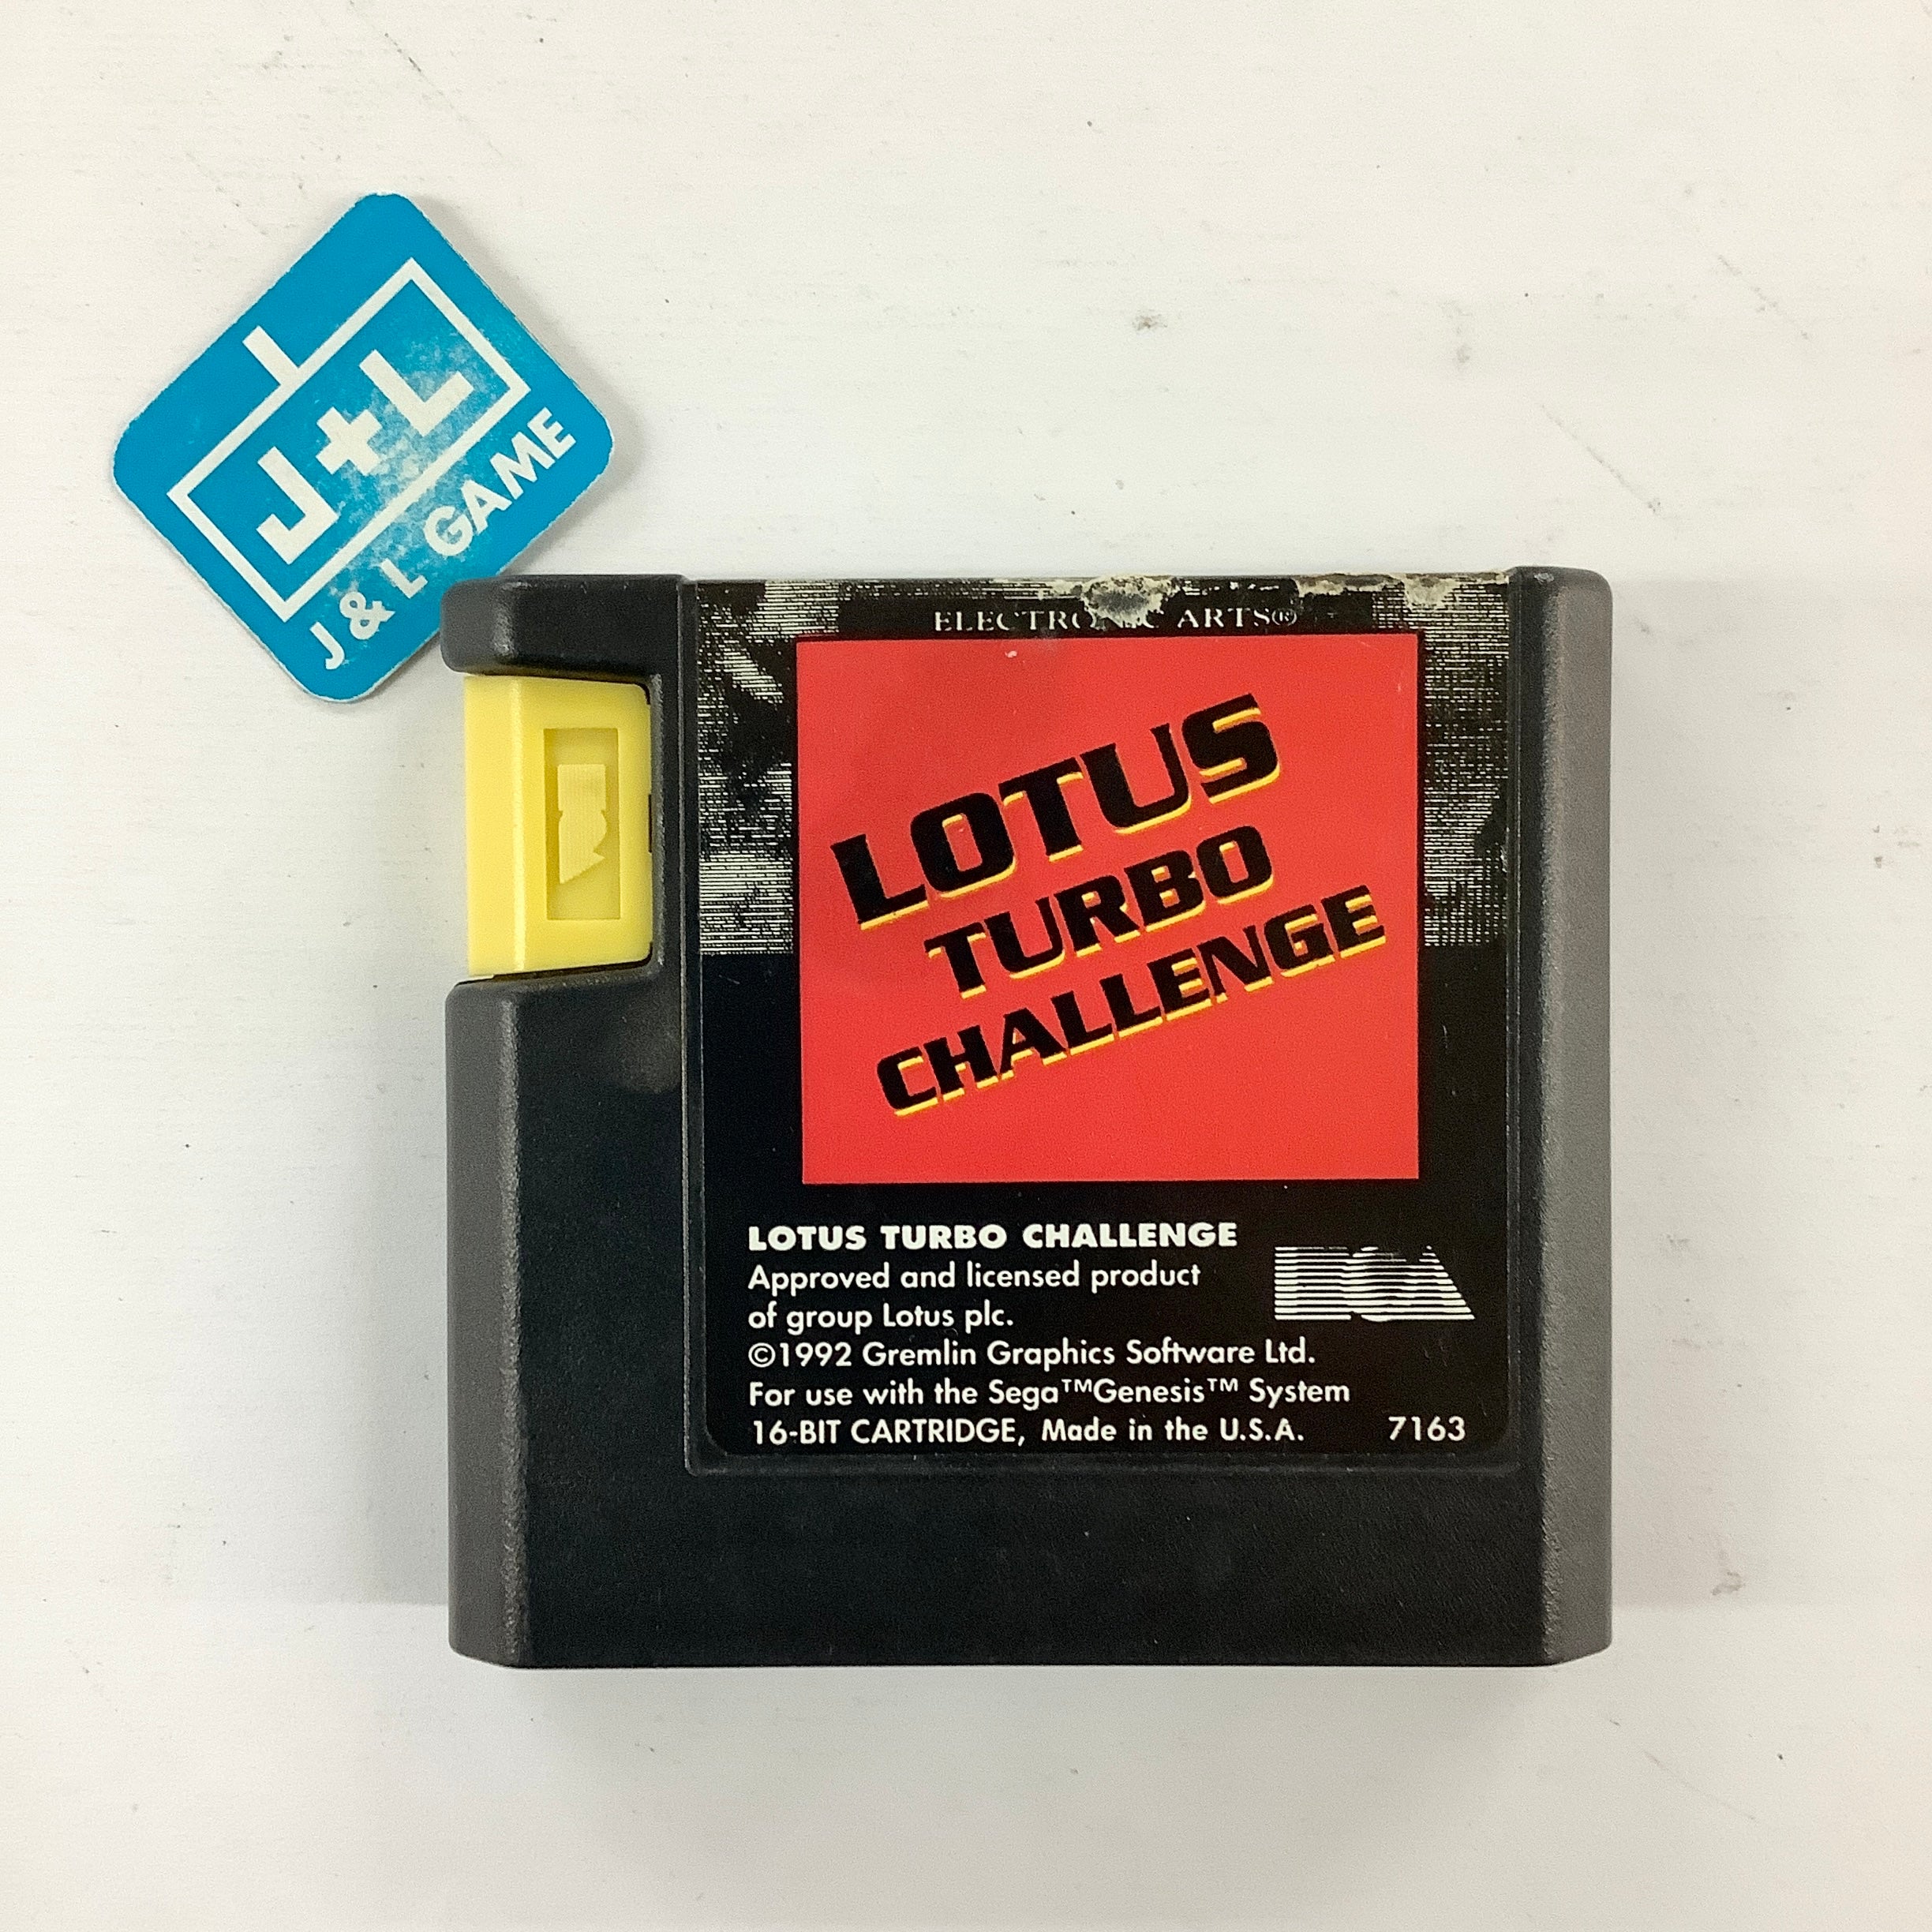 J+L
J & L GAME
ELECTRONIC ARTS®
LOTUS
TURBO
CHALLENGE
LOTUS TURBO CHALLENGE
Approved and licensed product
of group Lotus plc.
©1992 Gremlin Graphics Software Ltd.
For use with the Sega™Genesis™ System
16-BIT CARTRIDGE, Made in the U.S.A. 7163
EOA